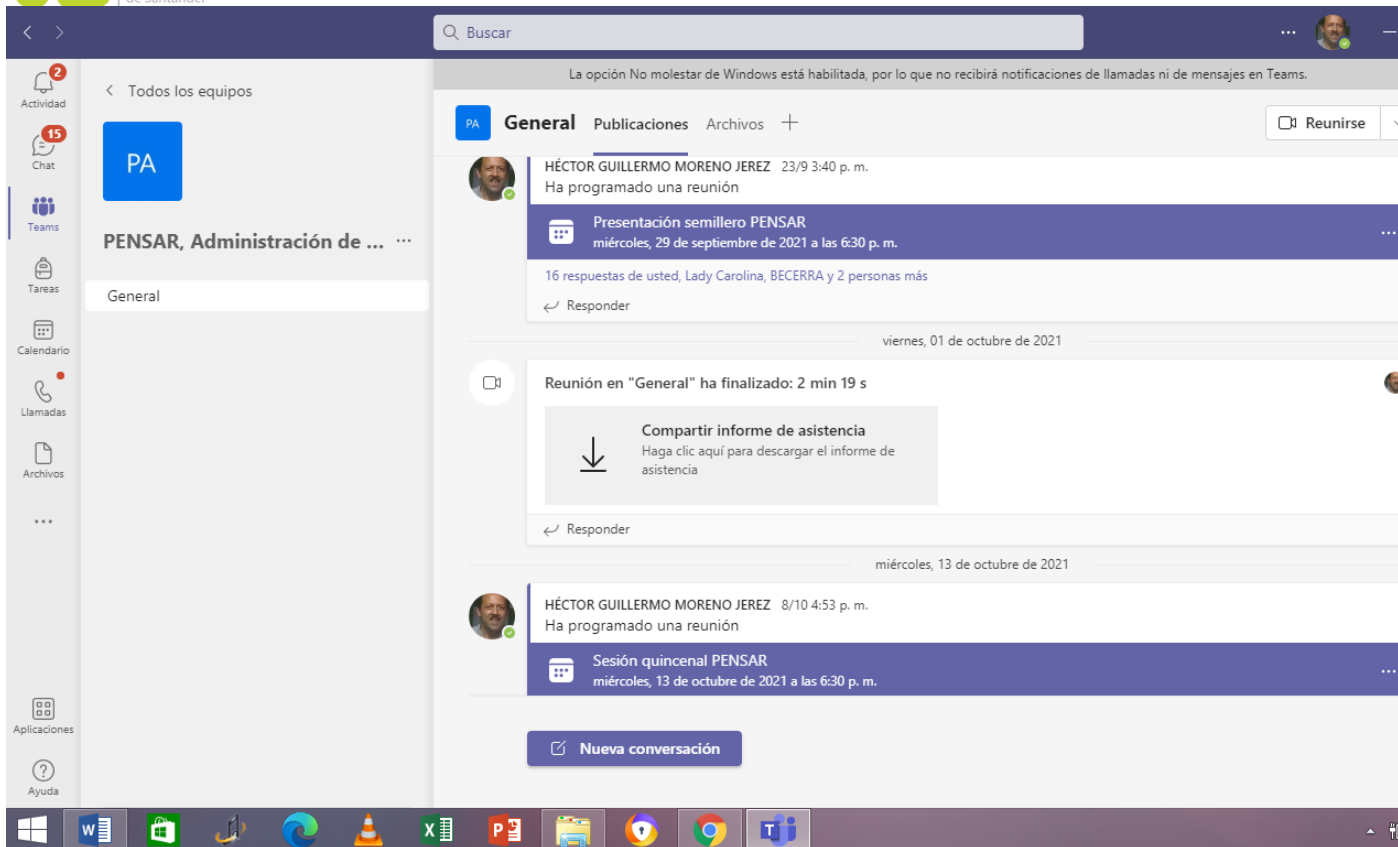 de Santander
Buscar
La opción No molestar de Windows está habilitada, por lo que no recibirá notificaciones de llamadas ni de mensajes en Teams.
2
Actividad
15
Chat
Teams
Tareas
Calendario
Llamadas
Archivos
Aplicaciones
Ayuda
Todos los equipos
PA
PENSAR, Administración de ...
General
PA General Publicaciones Archivos
Reunirse
HÉCTOR GUILLERMO MORENO JEREZ 23/9 3:40 p. m.
Ha programado una reunión
Presentación semillero PENSAR
miércoles, 29 de septiembre de 2021 a las 6:30 p. m.
16 respuestas de usted, Lady Carolina, BECERRA y 2 personas más
Responder
viernes, 01 de octubre de 2021
Reunión en "General" ha finalizado: 2 min 19 s
Compartir informe de asistencia
Haga clic aquí para descargar el informe de
asistencia
Responder
miércoles, 13 de octubre de 2021
HÉCTOR GUILLERMO MORENO JEREZ 8/10 4:53 p. m.
Ha programado una reunión
Sesión quincenal PENSAR
miércoles, 13 de octubre de 2021 a las 6:30 p. m.
Nueva conversación